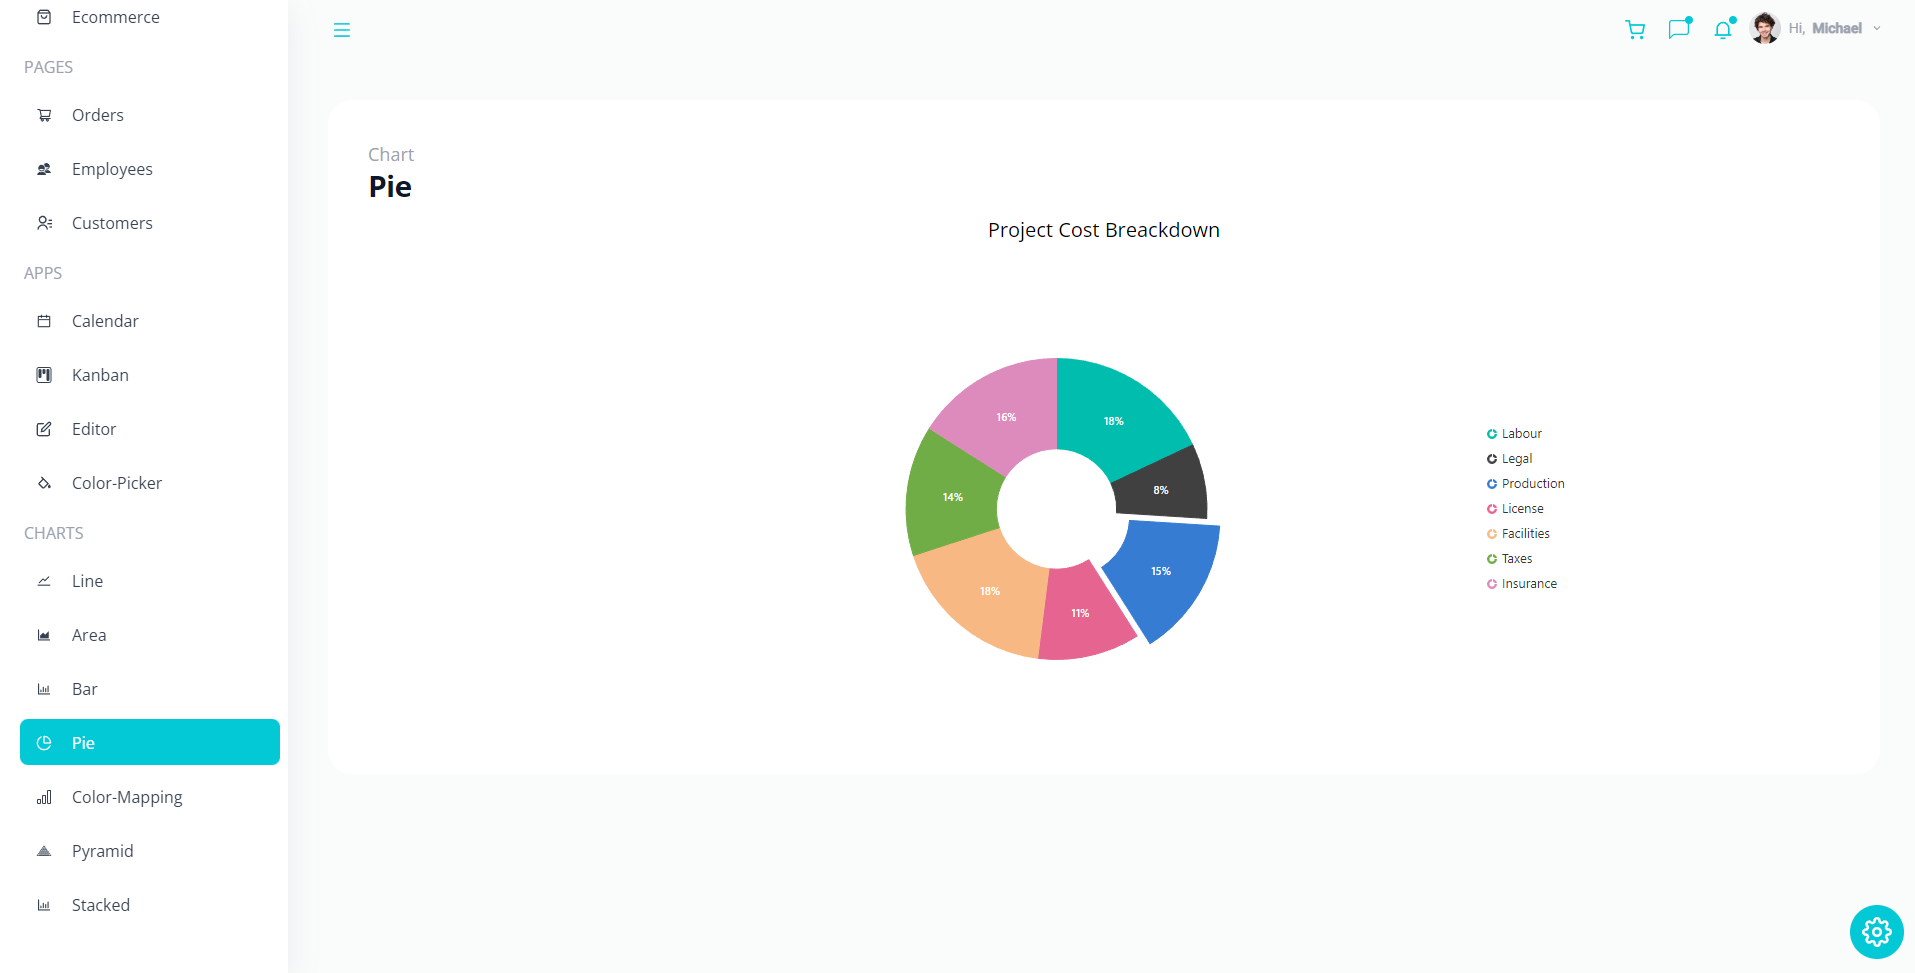 Ecommerce
PAGES
Orders
Employees
Customers
APPS
Calendar
Kanban
Editor
Color-Picker
CHARTS
Line
Area
Bar
Pie
Color-Mapping
Pyramid
Stacked
Hi, Michael
Chart
Pie
Project Cost Breackdown
16%
18%
14%
8%
15%
18%
11%
Labour
Legal
Production
License
Facilities
Taxes
Insurance